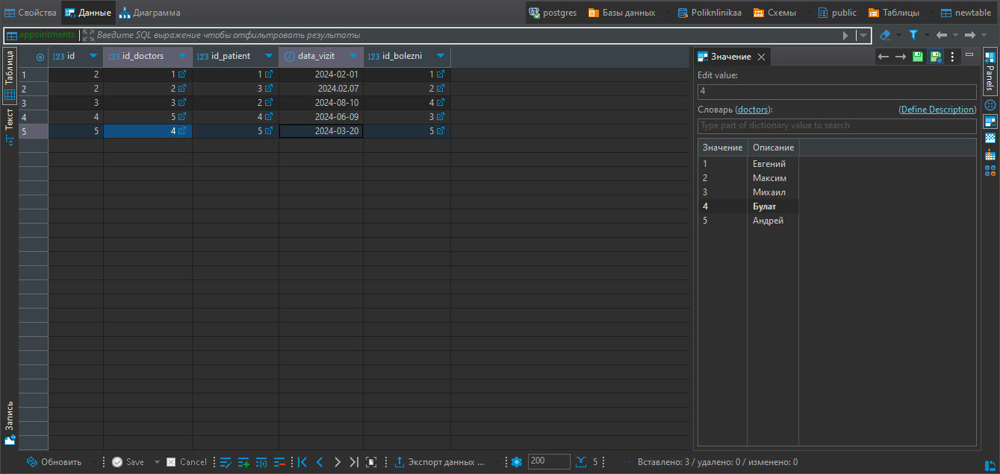 Свойства Данные Диаграмма postgres Базы данных Poliknlinikaa Схемы public Таблицы newtable
appointments Введите SQL выражение чтобы отфильтровать результаты
Таблица
Текст
Запись
123 id 123 id_doctors 123 id_patient data_vizit 123 id_bolezni
1 2 1 1 2024-02-01 1
2 2 2 3 2024.02.07 2
3 3 3 2 2024-08-10 4
4 4 5 4 2024-06-09 3
5 5 4 5 2024-03-20 5
Значение
Edit value:
4
Словарь (doctors): (Define Description)
Type part of dictionary value to search
Значение Описание
1 Евгений
2 Максим
3 Михаил
4 Булат
5 Андрей
Panels
Обновить Save Cancel Экспорт данных ... 200 5 Вставлено: 3 / удалено: 0 / изменено: 0